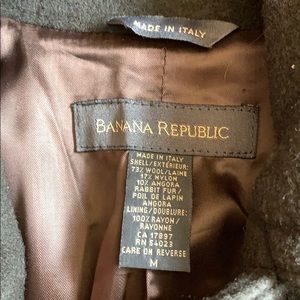 MADE IN ITALY
BANANA REPUBLIC
MADE IN ITALY
SHELL/EXTÉRIEUR:
73% WOOL/LAINE
17% NYLON
10% ANGORA
RABBIT FUR/
POIL DE LAPIN
ANGORA
LINING/DOUBLURE:
100% RAYON/
RAYONNE
CA 17897
RN 54023
CARE ON REVERSE
M